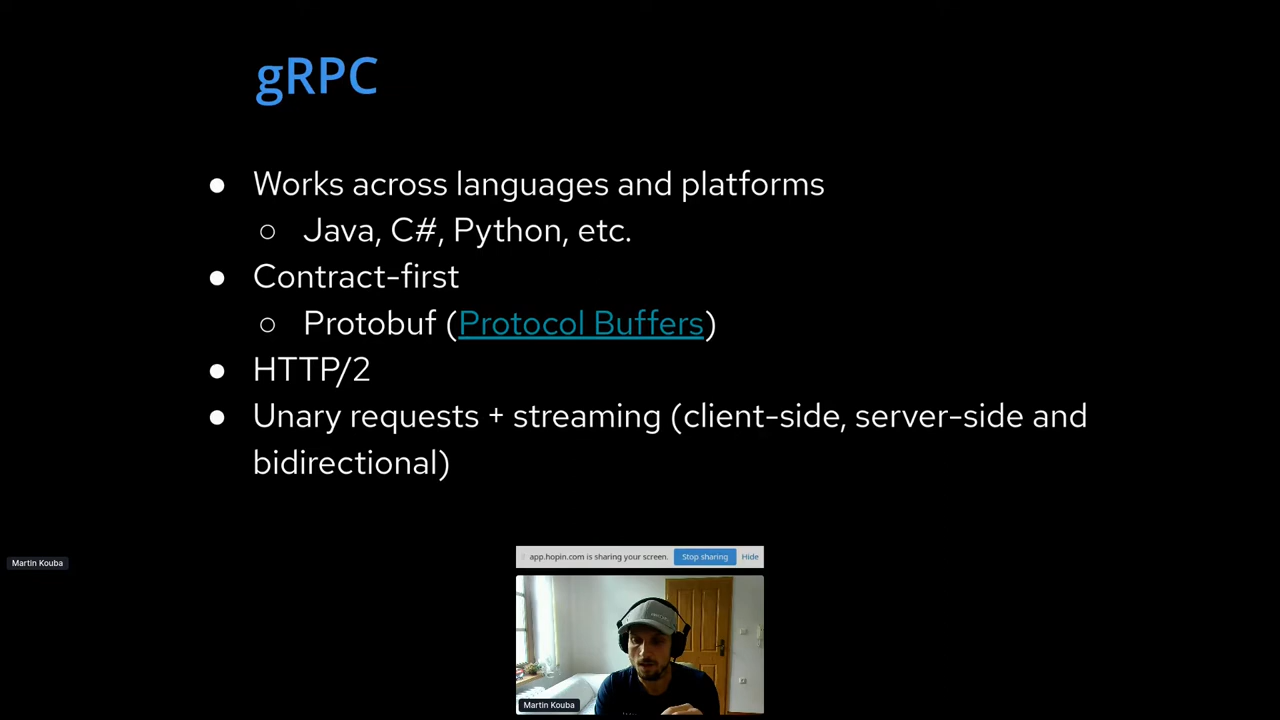 gRPC
● Works across languages and platforms
○ Java, C#, Python, etc.
● Contract-first
○ Protobuf (Protocol Buffers)
● HTTP/2
● Unary requests + streaming (client-side, server-side and
bidirectional)
Martin Kouba
app.hopin.com is sharing your screen. Stop sharing Hide
Martin Kouba